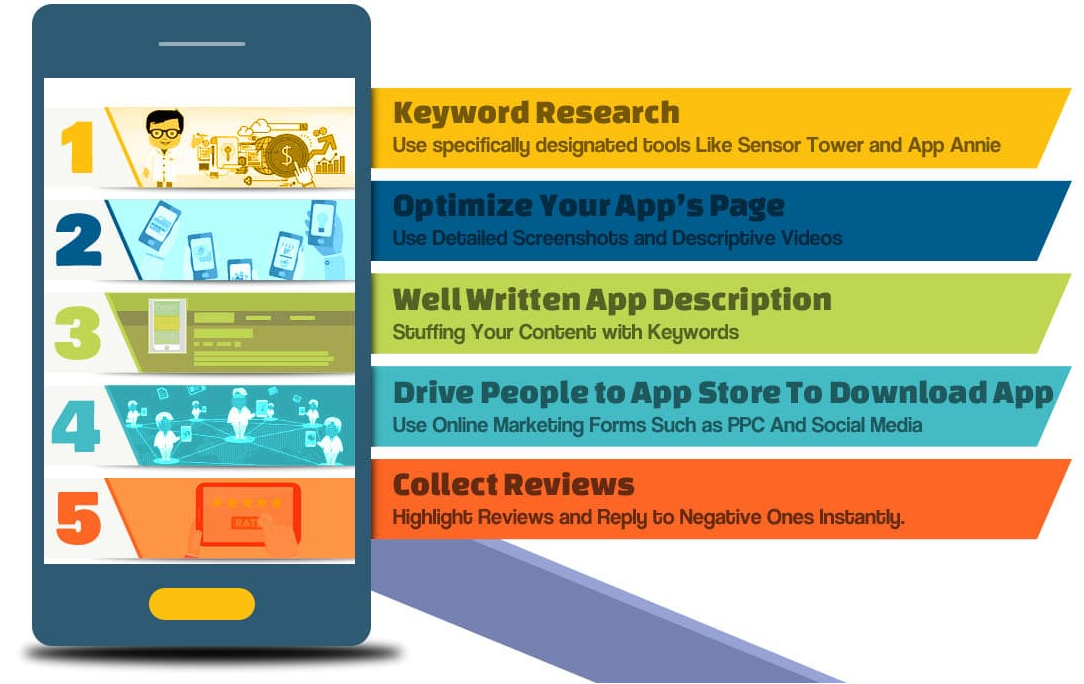 1
Keyword Research
Use specifically designated tools Like Sensor Tower and App Annie
2
Optimize Your App's Page
Use Detailed Screenshots and Descriptive Videos
3
Well Written App Description
Stuffing Your Content with Keywords
4
Drive People to App Store To Download App
Use Online Marketing Forms Such as PPC And Social Media
5
RATE
Collect Reviews
Highlight Reviews and Reply to Negative Ones Instantly.